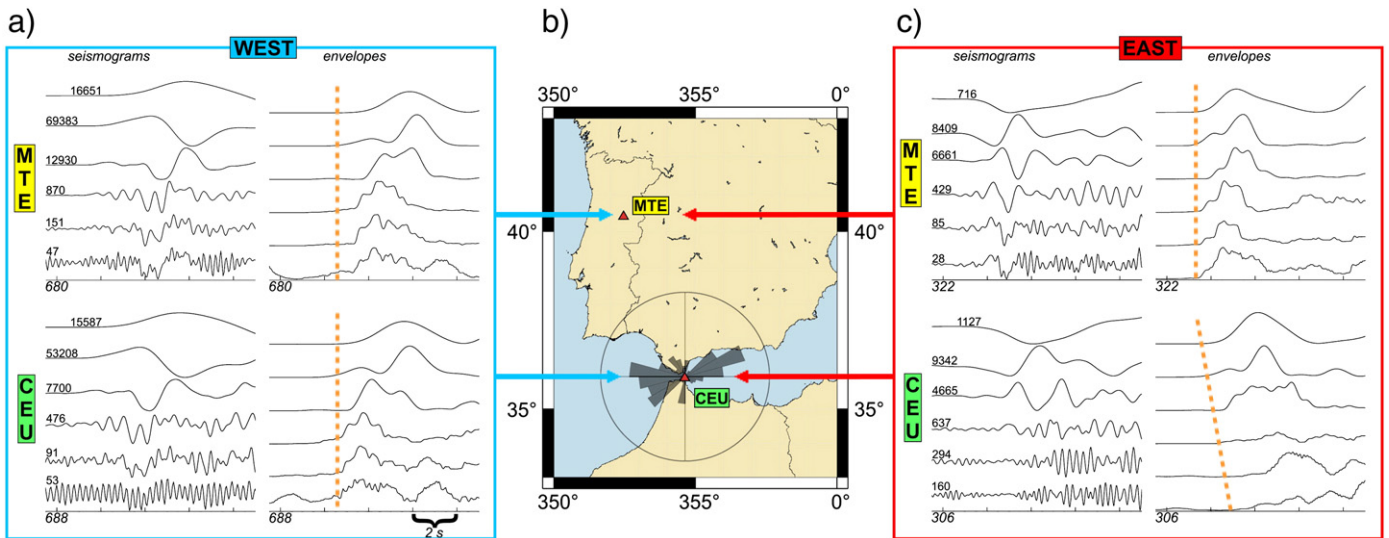 a)
WEST
seismograms
envelopes
MTE
16651
69383
12930
870
151
47
680
680
CEU
15587
53208
7700
476
91
53
688
688
2 s
b)
350°
355°
0°
MTE
40°
40°
CEU
35°
35°
350°
355°
0°
c)
EAST
seismograms
envelopes
MTE
716
8409
6661
429
85
28
322
322
CEU
1127
9342
4665
637
294
160
306
306